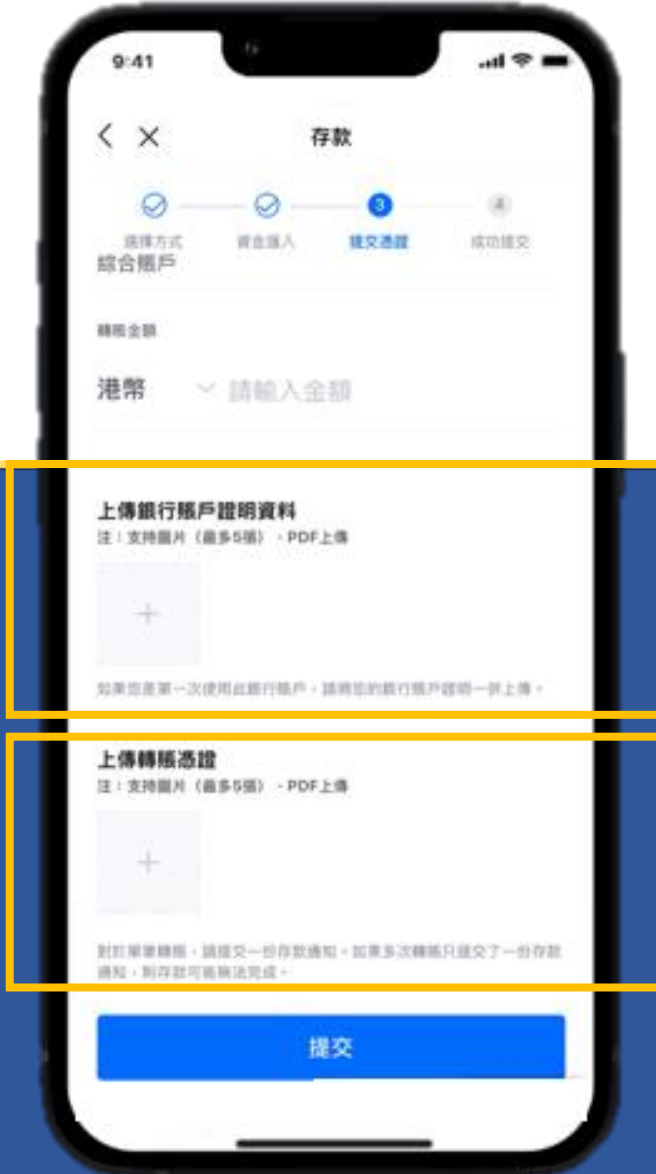 9:41
存款
3
4
選擇方式
資金匯入
提交憑證
成功提交
綜合賬戶
轉賬金額
港幣
請輸入金額
上傳銀行賬戶證明資料
注：支持圖片（最多5張）、PDF上傳
如果您是第一次使用此銀行賬戶，請將您的銀行賬戶證明一併上傳。
上傳轉賬憑證
注：支持圖片（最多5張）、PDF上傳
對於單筆轉賬，請提交一份存款通知。如果多次轉賬只提交了一份存款
通知，則存款可能無法完成。
提交